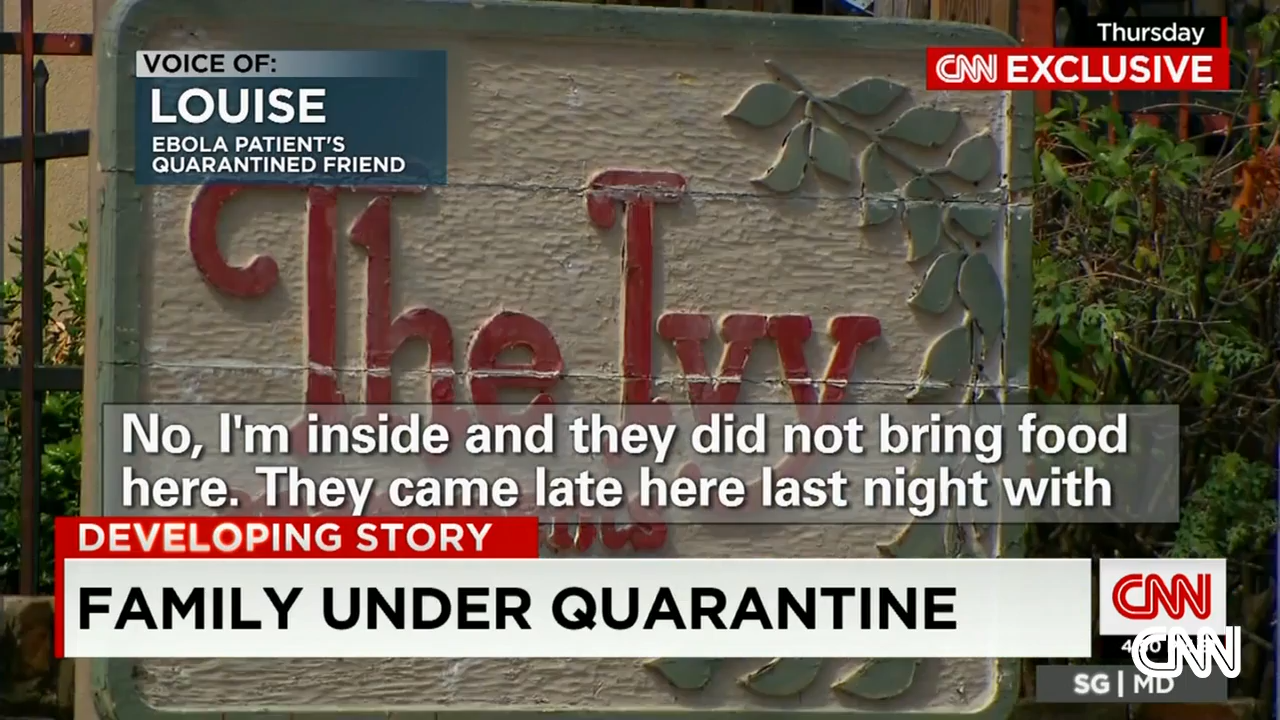 Thursday
CNN EXCLUSIVE
VOICE OF:
LOUISE
EBOLA PATIENT'S
QUARANTINED FRIEND
The Ivy
No, I'm inside and they did not bring food
here. They came late here last night with
DEVELOPING STORY
FAMILY UNDER QUARANTINE
CNN
CNN
SG | MD